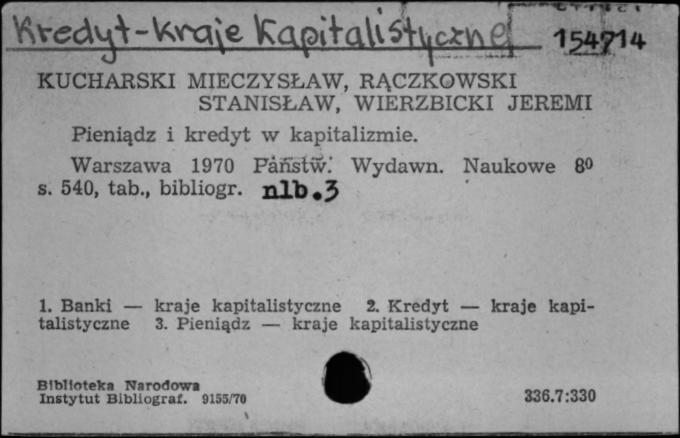 Kredyt-kraje kapitalistyczne 154714
KUCHARSKI MIECZYSŁAW, RĄCZKOWSKI
STANISŁAW, WIERZBICKI JEREMI
Pieniądz i kredyt w kapitalizmie.
Warszawa 1970 Państw. Wydawn. Naukowe 8⁰
s. 540, tab., bibliogr. nlb.3
1. Banki — kraje kapitalistyczne 2. Kredyt — kraje kapi-
talistyczne 3. Pieniądz — kraje kapitalistyczne
Biblioteka Narodowa
Instytut Bibliograf. 9155/70
336.7:330